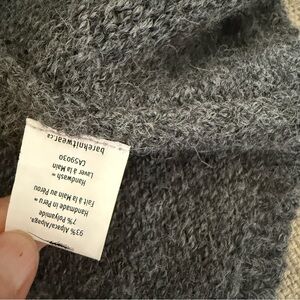 93% Alpaca/Alpaga,
7% Polyamide
Handmade in Peru =
Fait à la Main au Pérou
Handwash =
Laver à la Main
CA59030
bareknitwear.ca